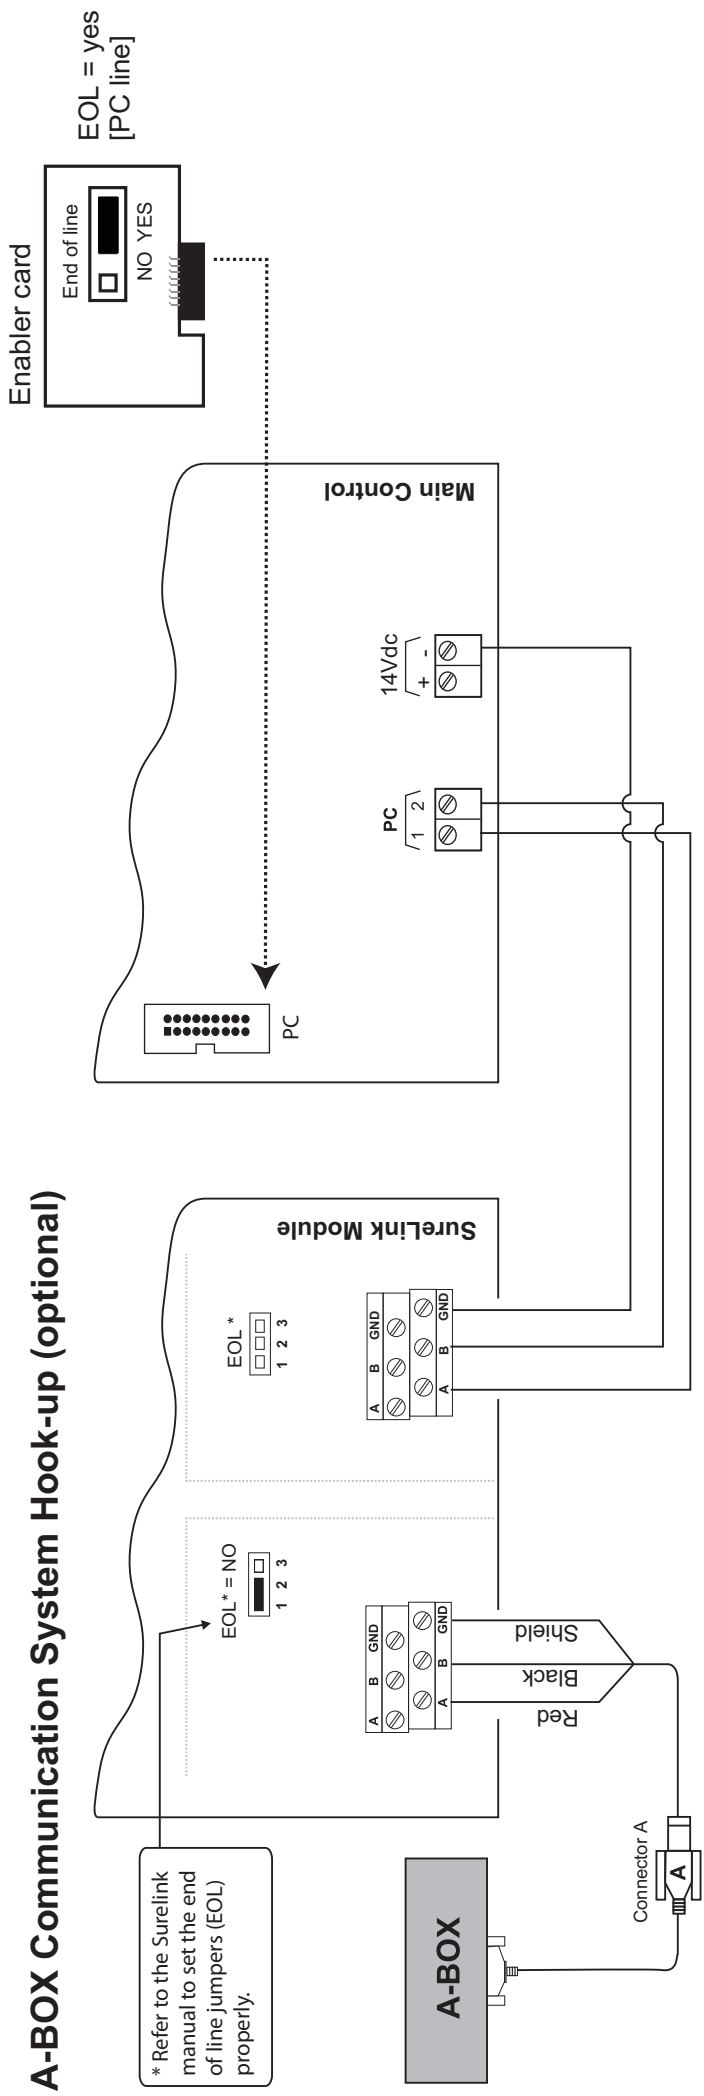 A-BOX Communication System Hook-up (optional)
* Refer to the Surelink
manual to set the end
of line jumpers (EOL)
properly.
EOL* = NO
1 2 3
A B GND
A B GND
Red
Black
Shield
A-BOX
Connector A
A
EOL *
1 2 3
A B GND
A B GND
SureLink Module
PC
PC
1 2
14Vdc
+ -
Main Control
Enabler card
End of line
NO YES
EOL = yes
[PC line]